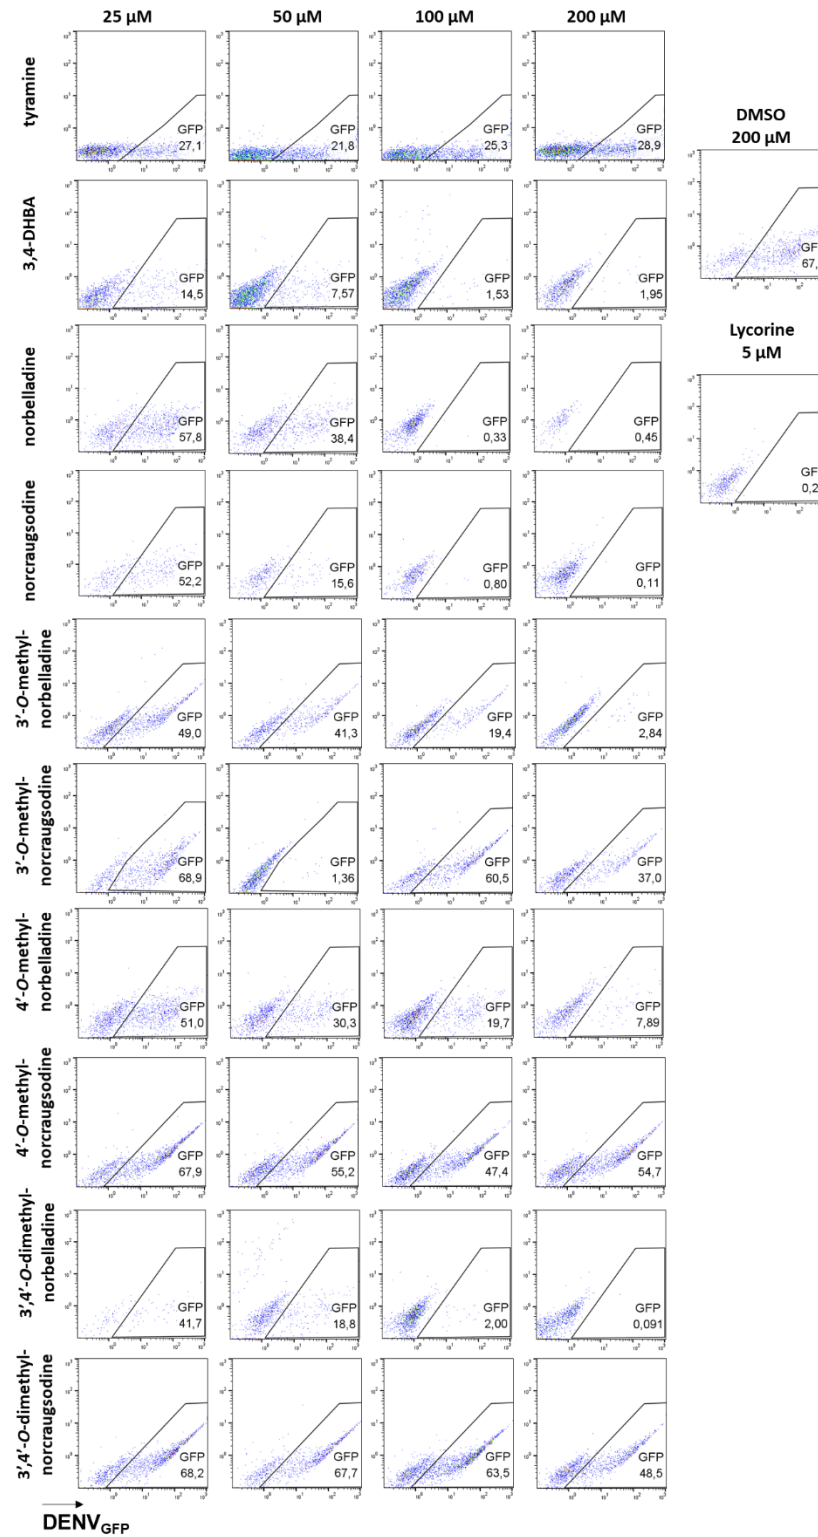 25 µM 50 µM 100 µM 200 µM
tyramine
GFP 27,1
GFP 21,8
GFP 25,3
GFP 28,9
DMSO
200 µM
GF
67,
3,4-DHBA
GFP 14,5
GFP 7,57
GFP 1,53
GFP 1,95
Lycorine
5 µM
GF
0,2
norbelladine
GFP 57,8
GFP 38,4
GFP 0,33
GFP 0,45
norcraugsodine
GFP 52,2
GFP 15,6
GFP 0,80
GFP 0,11
3′-O-methyl-
norbelladine
GFP 49,0
GFP 41,3
GFP 19,4
GFP 2,84
3′-O-methyl-
norcraugsodine
GFP 68,9
GFP 1,36
GFP 60,5
GFP 37,0
4′-O-methyl-
norbelladine
GFP 51,0
GFP 30,3
GFP 19,7
GFP 7,89
4′-O-methyl-
norcraugsodine
GFP 67,9
GFP 55,2
GFP 47,4
GFP 54,7
3′,4′-O-dimethyl-
norbelladine
GFP 41,7
GFP 18,8
GFP 2,00
GFP 0,091
3′,4′-O-dimethyl-
norcraugsodine
GFP 68,2
GFP 67,7
GFP 63,5
GFP 48,5
DENVGFP